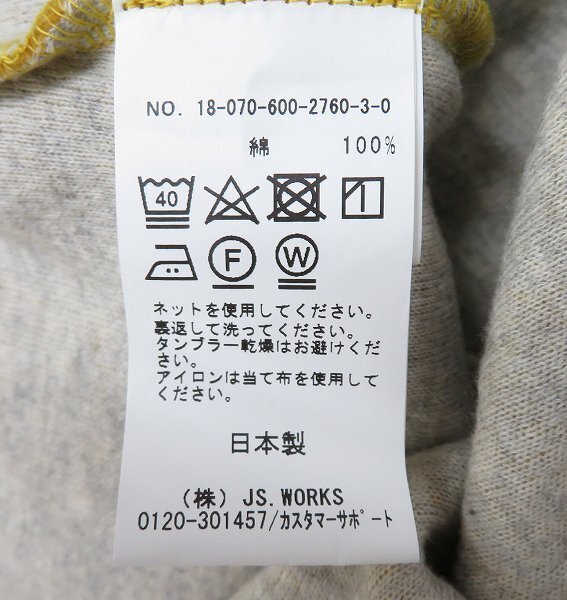 NO. 18-070-600-2760-3-0
綿 100%
40
1
F W
ネットを使用してください。
裏返して洗ってください。
タンブラー乾燥はお避けくだ
さい。
アイロンは当て布を使用して
ください。
日本製
(株) JS.WORKS
0120-301457/ｶｽﾀﾏｰｻﾎﾟｰﾄ